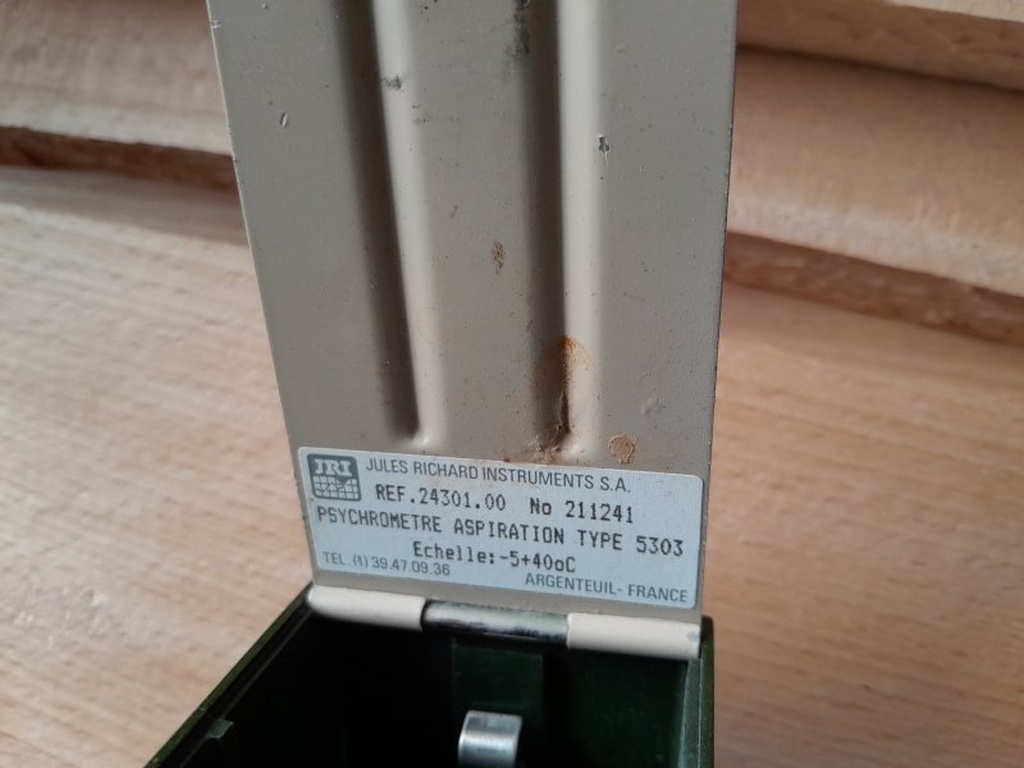 JRI
JULES RICHARD INSTRUMENTS S.A.
REF.24301.00 No 211241
PSYCHROMETRE ASPIRATION TYPE 5303
Echelle:-5+40oC
TEL.(1) 39.47.09.36 ARGENTEUIL-FRANCE